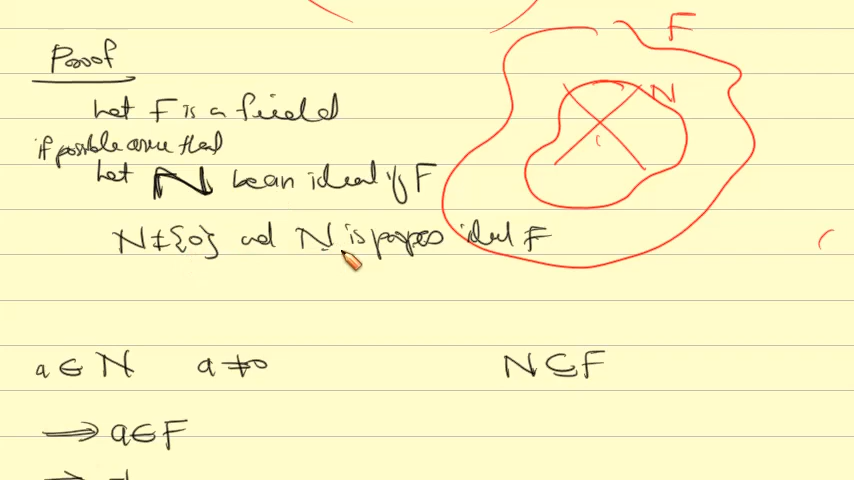 Proof
F
Let F is a field
N
if possible assume that
Let N be an ideal of F
N ≠ {0} and N is proper ideal F
a ∈ N a ≠ 0 N ⊆ F
⟹ a ∈ F